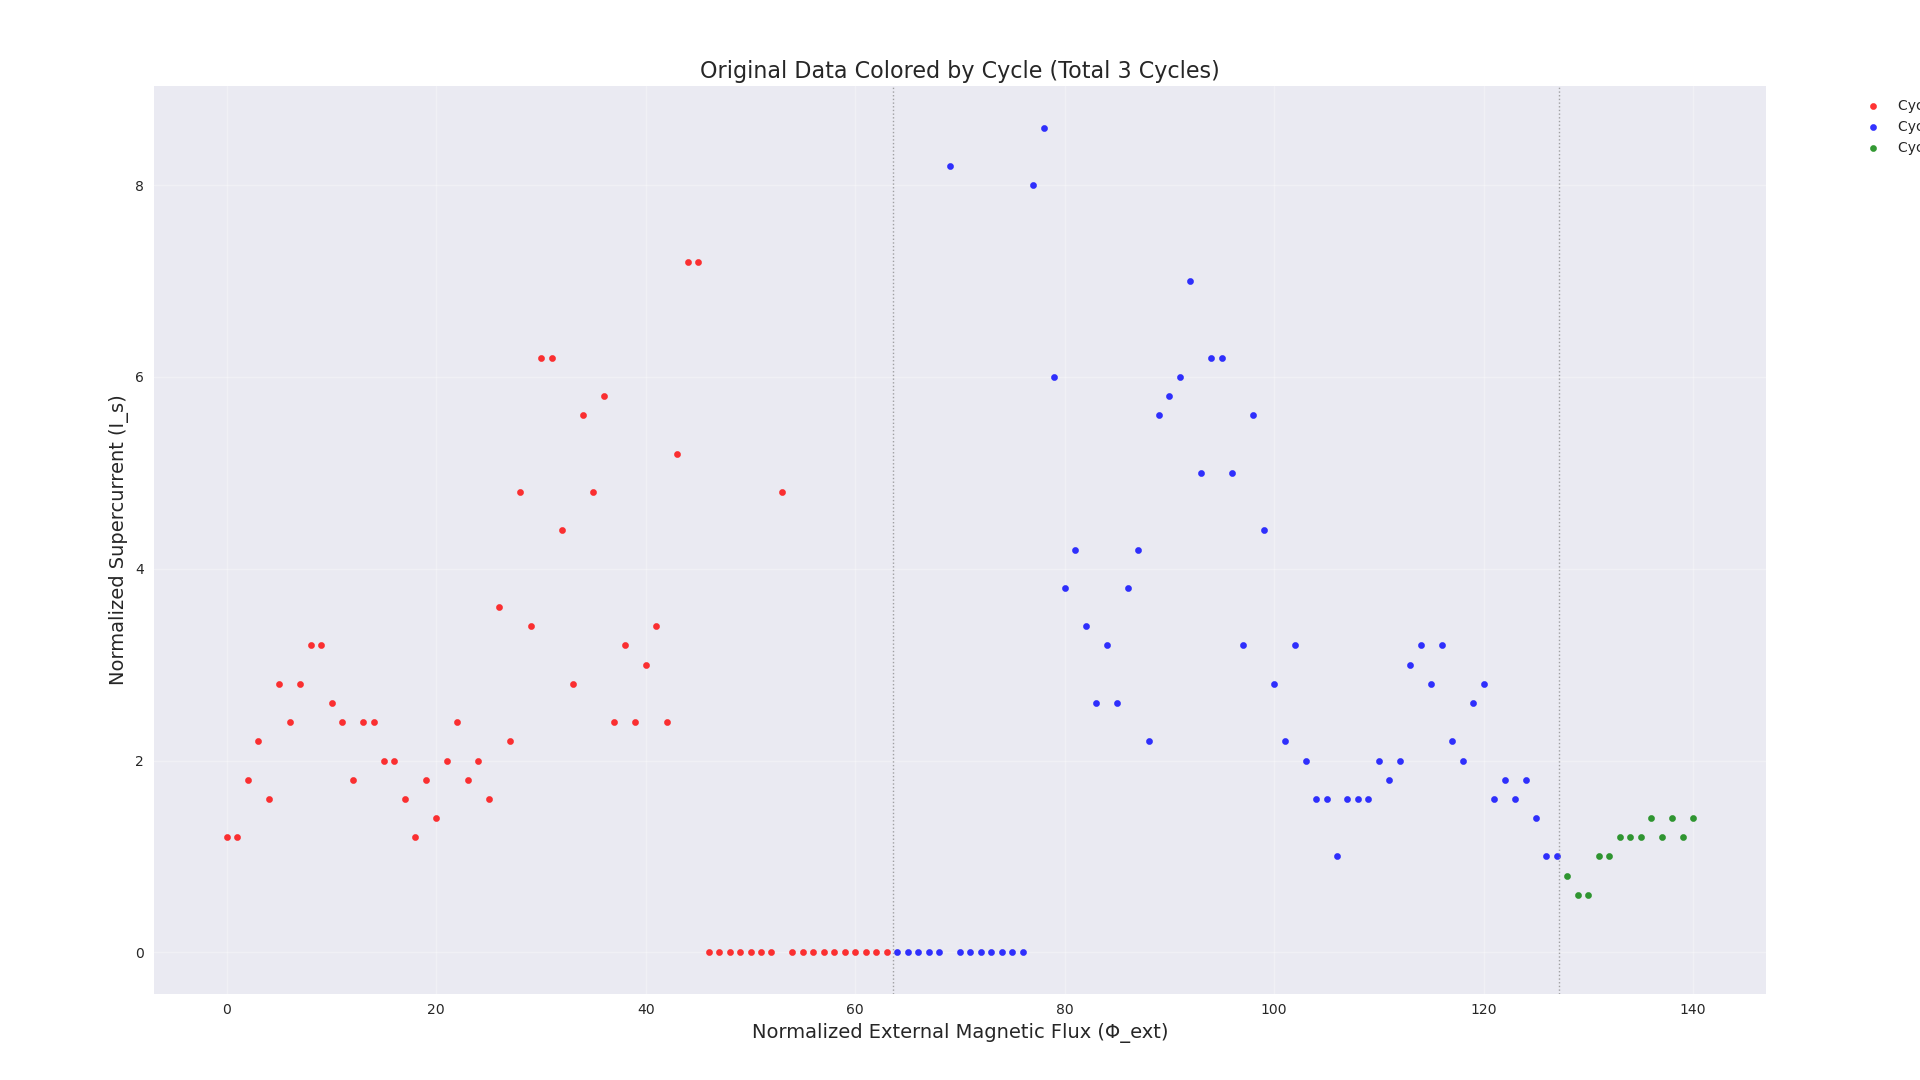 Original Data Colored by Cycle (Total 3 Cycles)
Cyc
Cyc
Cyc
Normalized Supercurrent (I_s)
8
6
4
2
0
0 20 40 60 80 100 120 140
Normalized External Magnetic Flux (Φ_ext)